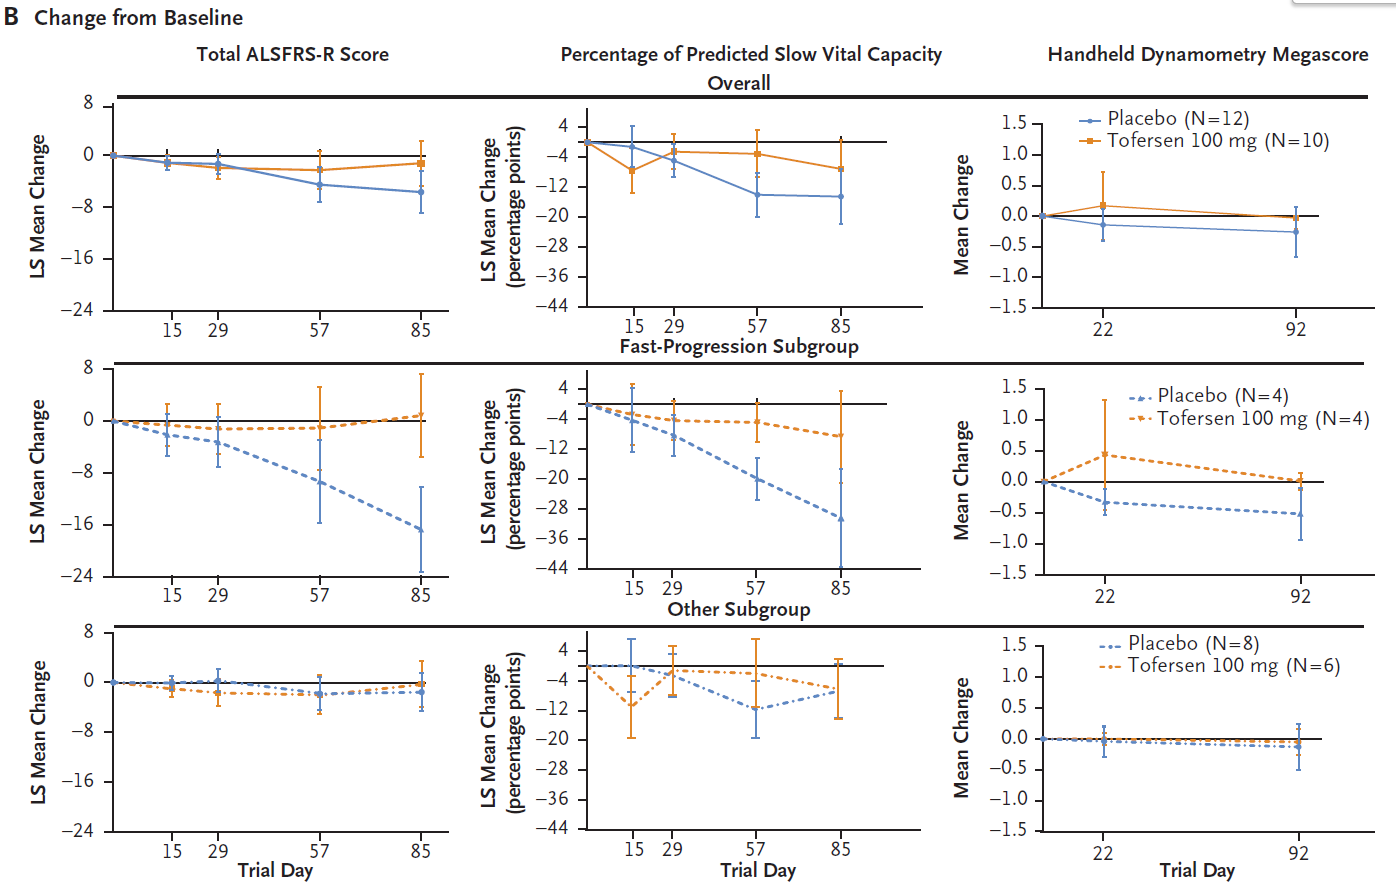 B Change from Baseline
Total ALSFRS-R Score
Percentage of Predicted Slow Vital Capacity
Handheld Dynamometry Megascore
Overall
LS Mean Change
8
0
−8
−16
−24
15 29 57 85
LS Mean Change
(percentage points)
4
−4
−12
−20
−28
−36
−44
15 29 57 85
Mean Change
1.5
1.0
0.5
0.0
−0.5
−1.0
−1.5
22 92
Placebo (N=12)
Tofersen 100 mg (N=10)
Fast-Progression Subgroup
LS Mean Change
8
0
−8
−16
−24
15 29 57 85
LS Mean Change
(percentage points)
4
−4
−12
−20
−28
−36
−44
15 29 57 85
Mean Change
1.5
1.0
0.5
0.0
−0.5
−1.0
−1.5
22 92
Placebo (N=4)
Tofersen 100 mg (N=4)
Other Subgroup
LS Mean Change
8
0
−8
−16
−24
15 29 57 85
Trial Day
LS Mean Change
(percentage points)
4
−4
−12
−20
−28
−36
−44
15 29 57 85
Trial Day
Mean Change
1.5
1.0
0.5
0.0
−0.5
−1.0
−1.5
22 92
Trial Day
Placebo (N=8)
Tofersen 100 mg (N=6)